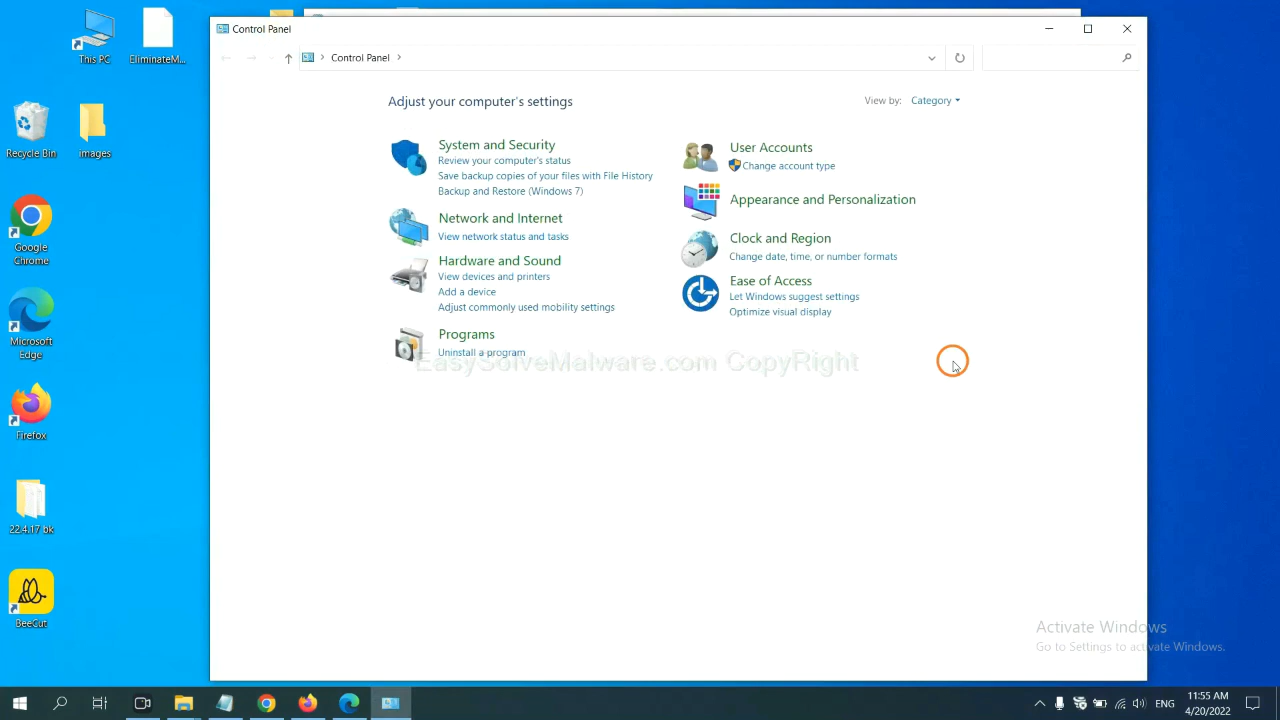 This PC
EliminateM...
Recycle Bin
images
Google
Chrome
Microsoft
Edge
Firefox
22.4.17 bk
BeeCut
Control Panel
Control Panel
Adjust your computer's settings
View by: Category
System and Security
Review your computer's status
Save backup copies of your files with File History
Backup and Restore (Windows 7)
Network and Internet
View network status and tasks
Hardware and Sound
View devices and printers
Add a device
Adjust commonly used mobility settings
Programs
Uninstall a program
User Accounts
Change account type
Appearance and Personalization
Clock and Region
Change date, time, or number formats
Ease of Access
Let Windows suggest settings
Optimize visual display
EasySolveMalware.com CopyRight
Activate Windows
Go to Settings to activate Windows.
ENG
11:55 AM
4/20/2022